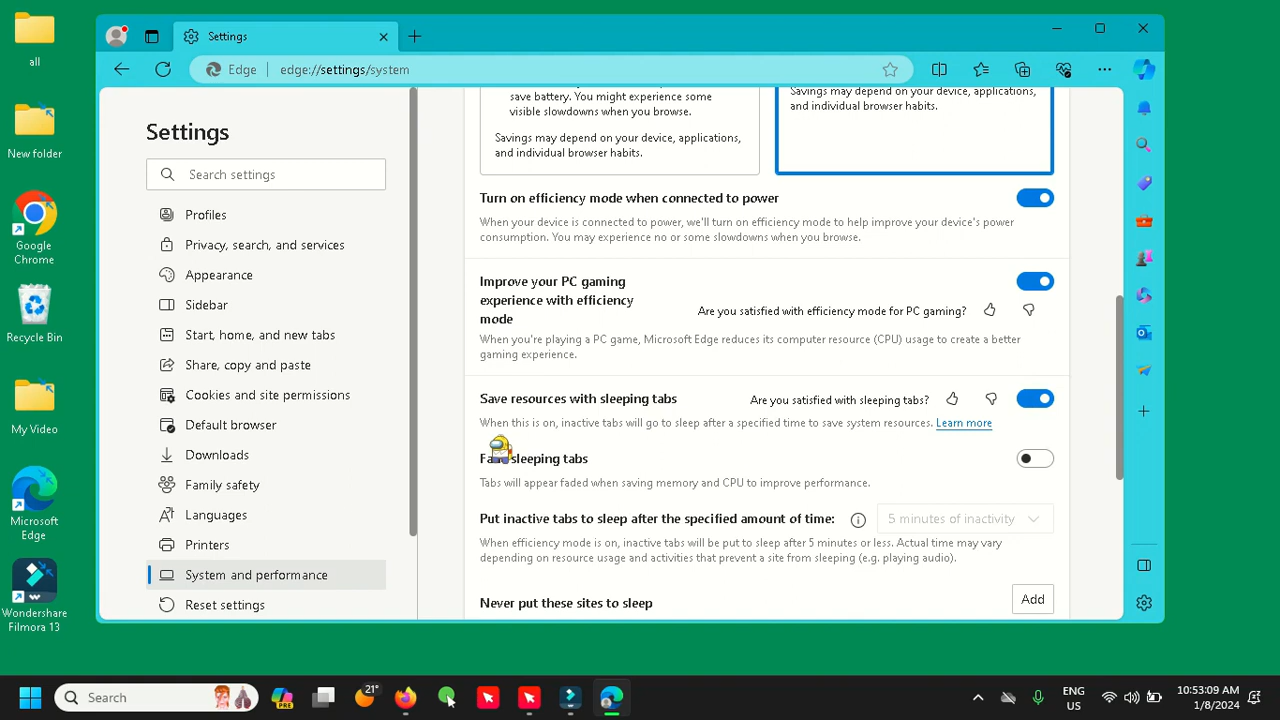 all
New folder
Google
Chrome
Recycle Bin
My Video
Microsoft
Edge
Wondershare
Filmora 13
Settings
Edge
edge://settings/system
Settings
Search settings
Profiles
Privacy, search, and services
Appearance
Sidebar
Start, home, and new tabs
Share, copy and paste
Cookies and site permissions
Default browser
Downloads
Family safety
Languages
Printers
System and performance
Reset settings
save battery. You might experience some
visible slowdowns when you browse.
Savings may depend on your device, applications,
and individual browser habits.
Savings may depend on your device, applications,
and individual browser habits.
Turn on efficiency mode when connected to power
When your device is connected to power, we'll turn on efficiency mode to help improve your device's power
consumption. You may experience no or some slowdowns when you browse.
Improve your PC gaming
experience with efficiency
mode
Are you satisfied with efficiency mode for PC gaming?
When you're playing a PC game, Microsoft Edge reduces its computer resource (CPU) usage to create a better
gaming experience.
Save resources with sleeping tabs
Are you satisfied with sleeping tabs?
When this is on, inactive tabs will go to sleep after a specified time to save system resources. Learn more
sleeping tabs
Tabs will appear faded when saving memory and CPU to improve performance.
Put inactive tabs to sleep after the specified amount of time:
5 minutes of inactivity
When efficiency mode is on, inactive tabs will be put to sleep after 5 minutes or less. Actual time may vary
depending on resource usage and activities that prevent a site from sleeping (e.g. playing audio).
Never put these sites to sleep
Add
Search
PRE
21°
ENG
US
10:53:09 AM
1/8/2024